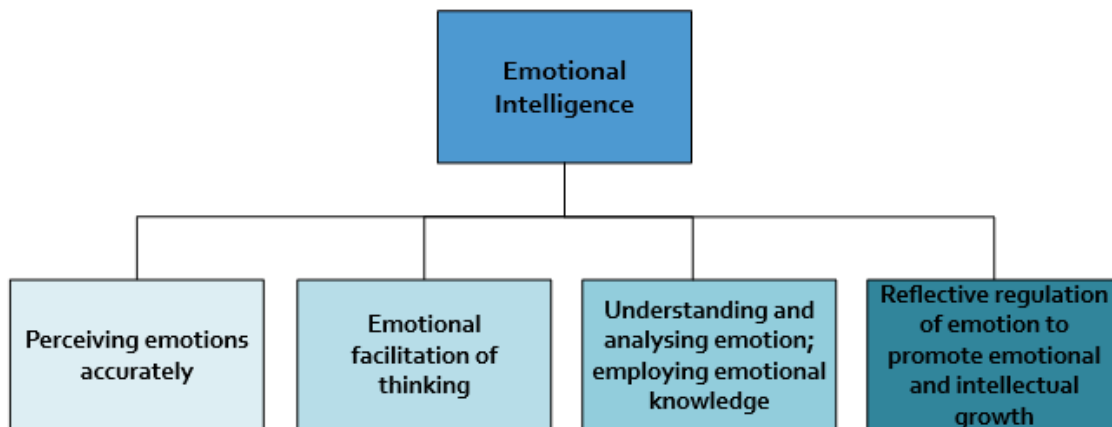 Emotional
Intelligence
Perceiving emotions
accurately
Emotional
facilitation of
thinking
Understanding and
analysing emotion;
employing emotional
knowledge
Reflective regulation
of emotion to
promote emotional
and intellectual
growth